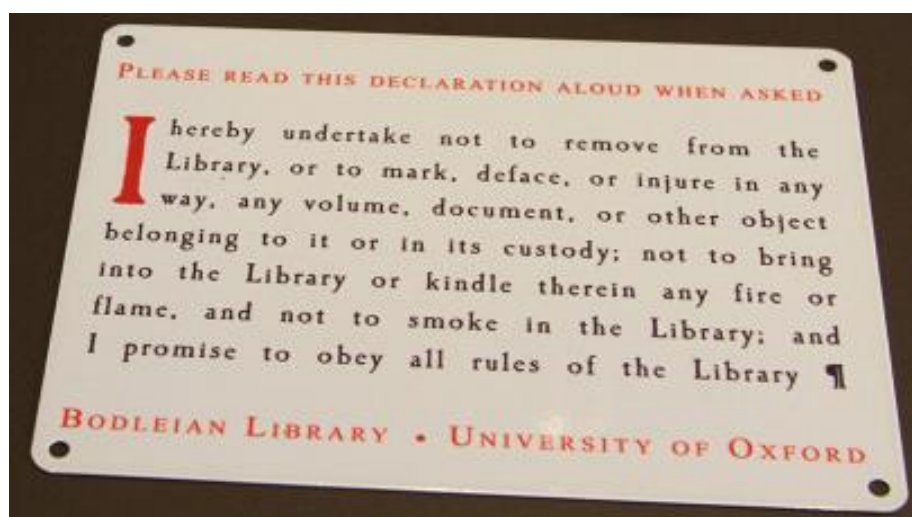 PLEASE READ THIS DECLARATION ALOUD WHEN ASKED
I hereby undertake not to remove from the
Library, or to mark, deface, or injure in any
way, any volume, document, or other object
belonging to it or in its custody; not to bring
into the Library or kindle therein any fire or
flame, and not to smoke in the Library; and
I promise to obey all rules of the Library ¶
BODLEIAN LIBRARY • UNIVERSITY OF OXFORD